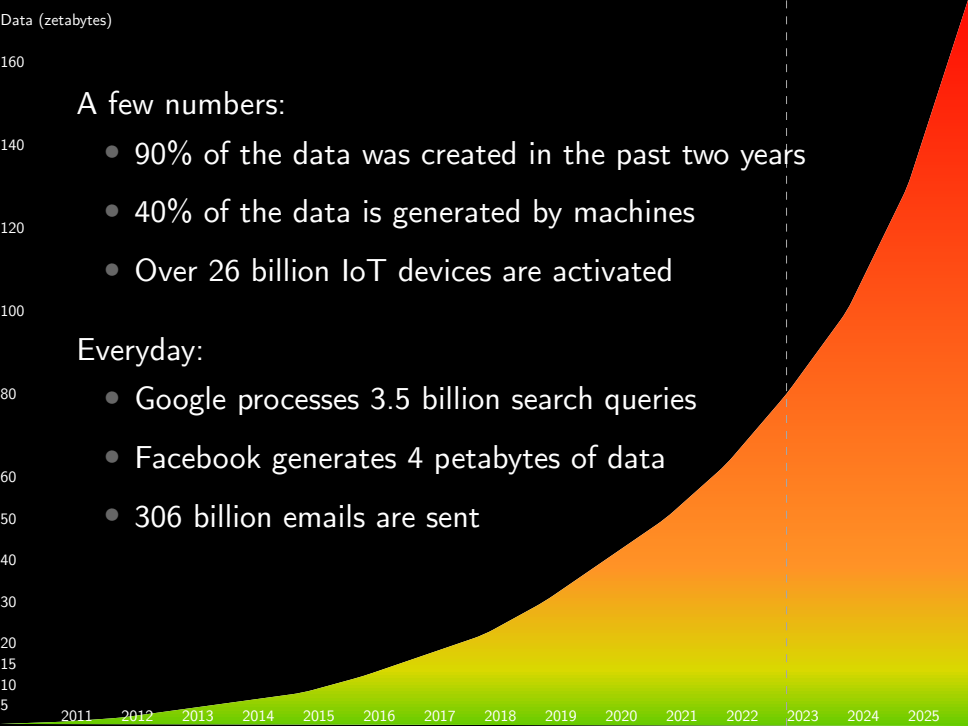 Data (zetabytes)
160
A few numbers:
140
90% of the data was created in the past two years
40% of the data is generated by machines
120
Over 26 billion IoT devices are activated
100
Everyday:
80
Google processes 3.5 billion search queries
Facebook generates 4 petabytes of data
60
306 billion emails are sent
50
40
30
20
15
10
5
2011 2012 2013 2014 2015 2016 2017 2018 2019 2020 2021 2022 2023 2024 2025